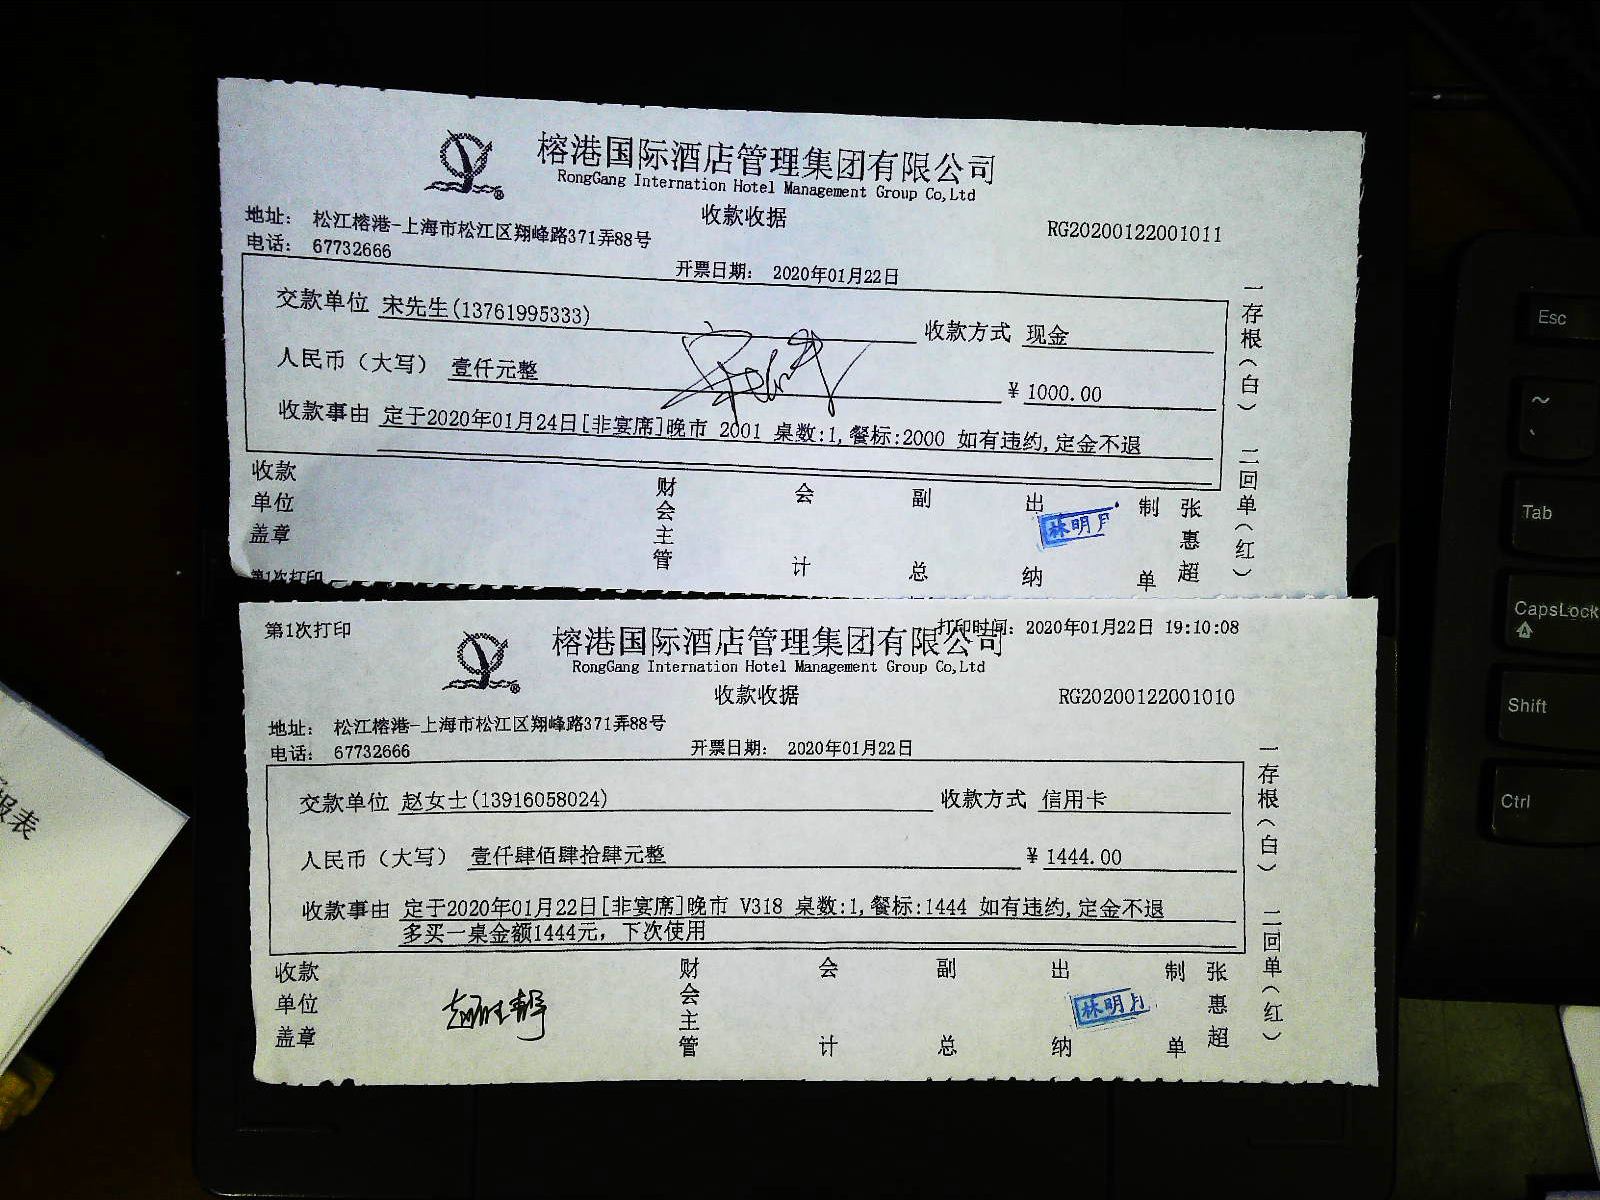 榕港国际酒店管理集团有限公司
RongGang Internation Hotel Management Group Co,Ltd
收款收据
RG20200122001011
地址： 松江榕港-上海市松江区翔峰路371弄88号
电话： 67732666
开票日期： 2020年01月22日
交款单位 宋先生(13761995333) 收款方式 现金
人民币（大写） 壹仟元整 ¥ 1000.00
收款事由 定于2020年01月24日[非宴席]晚市 2001 桌数:1,餐标:2000 如有违约,定金不退
一存根（白） 二回单（红）
收款单位盖章 财会主管 会计 副总 出纳 林明月 制单 张惠超
第1次打印
第1次打印
打印时间: 2020年01月22日 19:10:08
榕港国际酒店管理集团有限公司
RongGang Internation Hotel Management Group Co,Ltd
收款收据
RG20200122001010
地址： 松江榕港-上海市松江区翔峰路371弄88号
电话： 67732666
开票日期： 2020年01月22日
交款单位 赵女士(13916058024) 收款方式 信用卡
人民币（大写） 壹仟肆佰肆拾肆元整 ¥ 1444.00
收款事由 定于2020年01月22日[非宴席]晚市 V318 桌数:1,餐标:1444 如有违约,定金不退
多买一桌金额1444元，下次使用
一存根（白） 二回单（红）
收款单位盖章 财会主管 会计 副总 出纳 林明月 制单 张惠超
报表
Esc
~
Tab
CapsLock
Shift
Ctrl